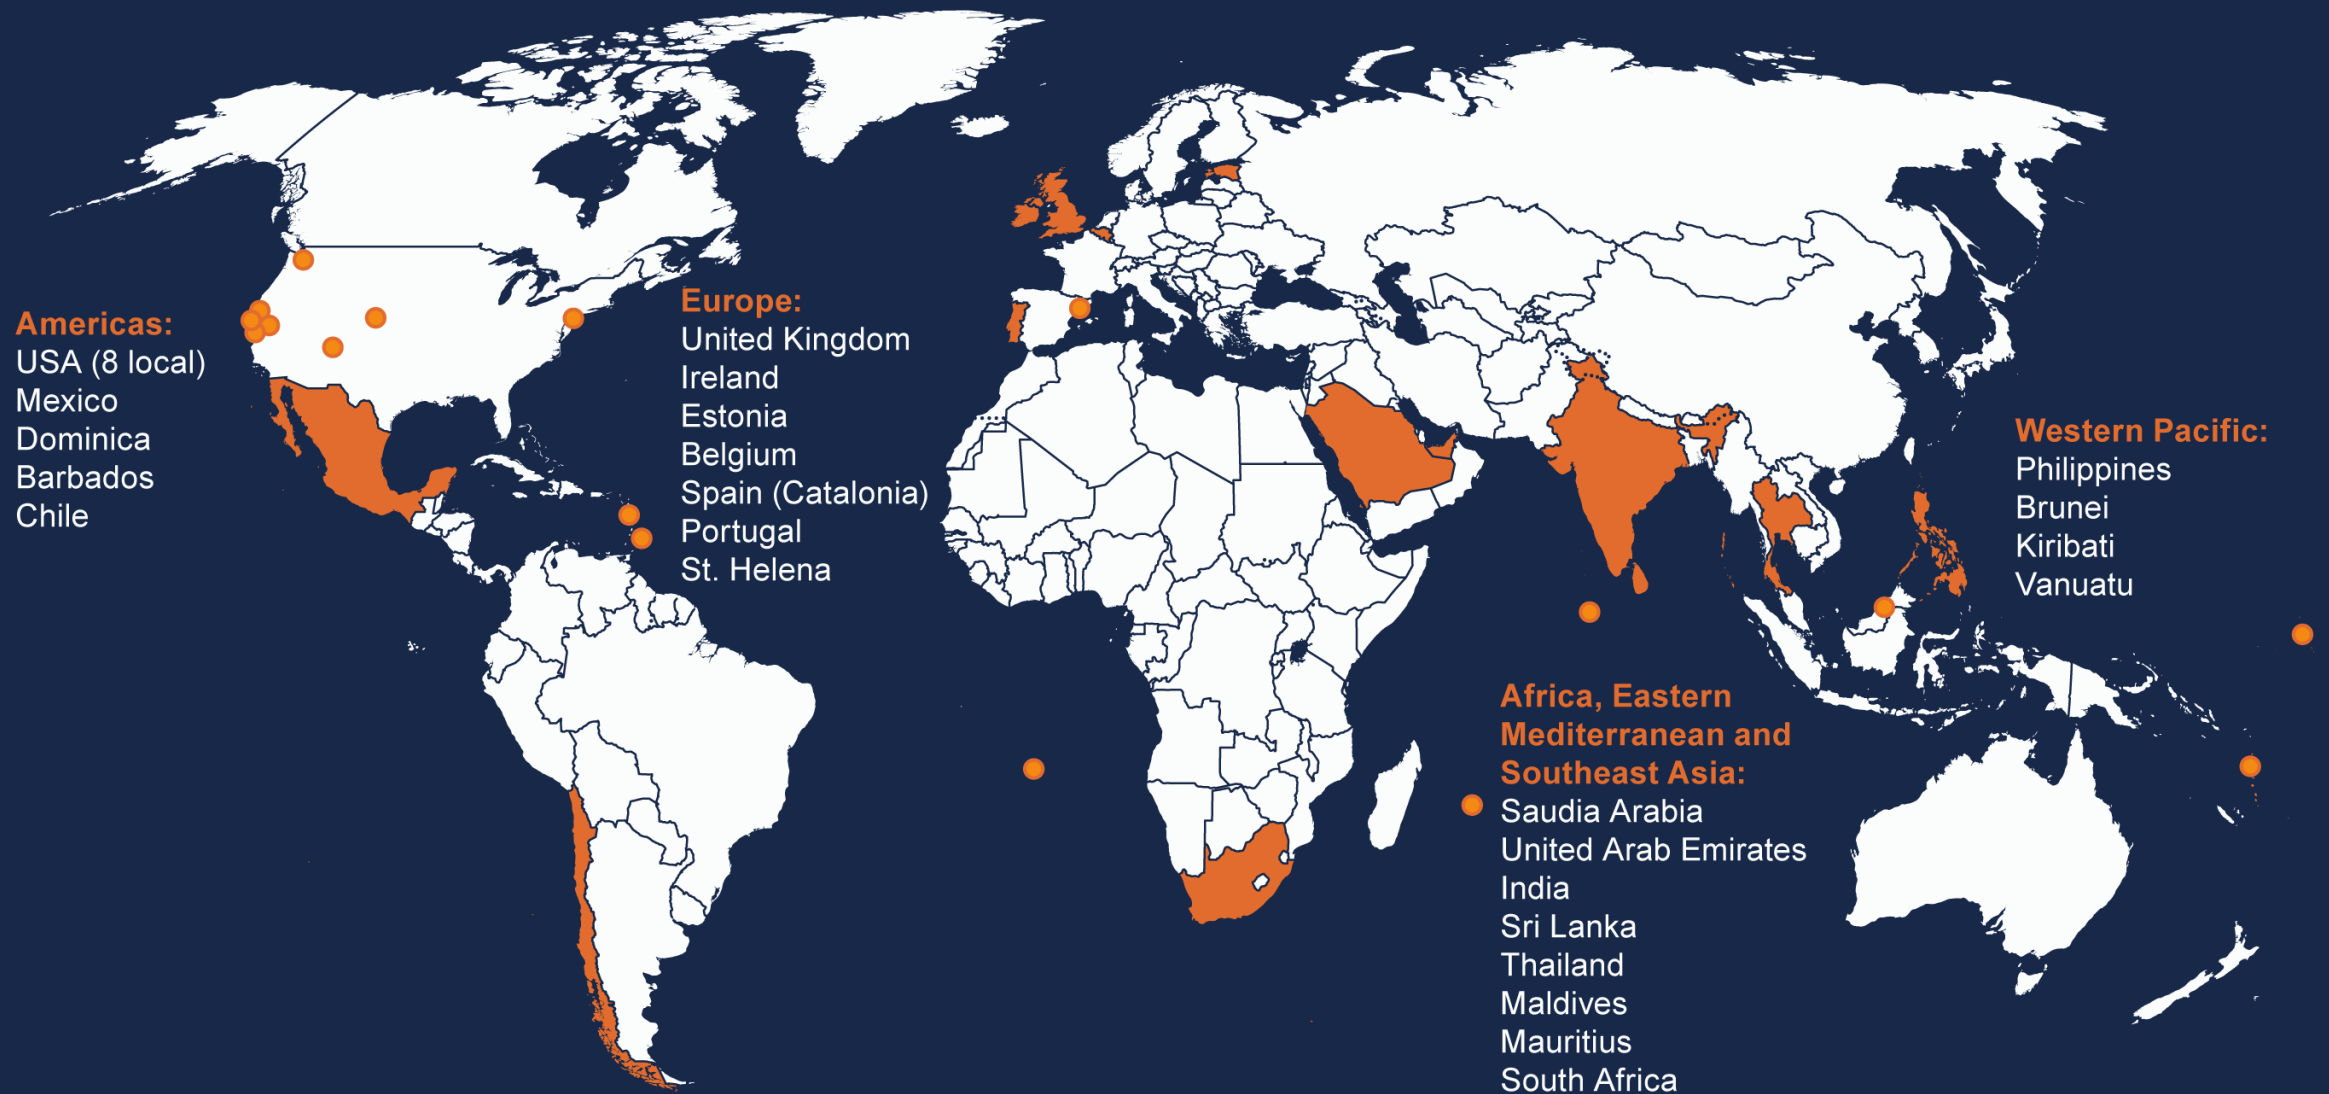 Americas:
USA (8 local)
Mexico
Dominica
Barbados
Chile
Europe:
United Kingdom
Ireland
Estonia
Belgium
Spain (Catalonia)
Portugal
St. Helena
Western Pacific:
Philippines
Brunei
Kiribati
Vanuatu
Africa, Eastern
Mediterranean and
Southeast Asia:
Saudia Arabia
United Arab Emirates
India
Sri Lanka
Thailand
Maldives
Mauritius
South Africa